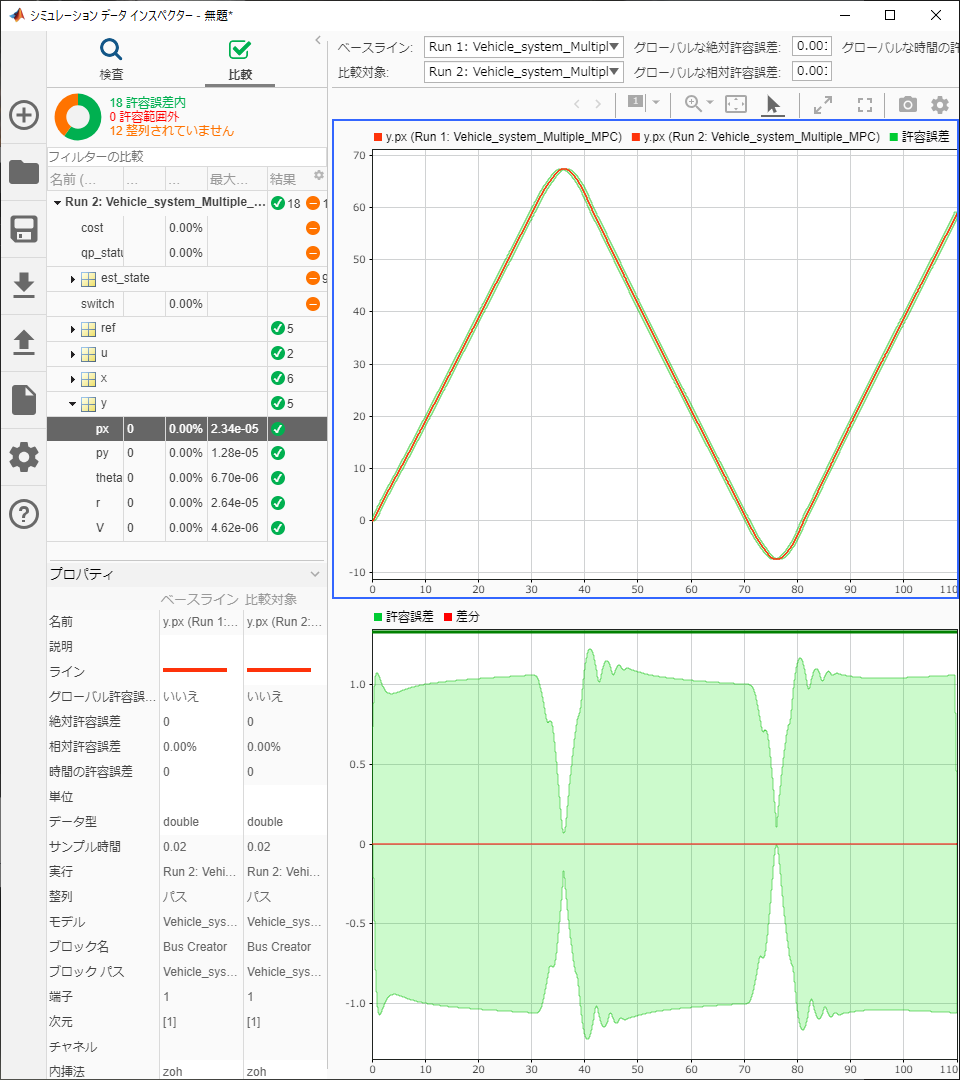 シミュレーション データ インスペクター - 無題*
検査
比較
18 許容誤差内
0 許容範囲外
12 整列されていません
フィルターの比較
名前 (... ... ... 最大... 結果
Run 2: Vehicle_system_Multiple_... 18
cost 0.00%
qp_statu 0.00%
est_state 9
switch 0.00%
ref 5
u 2
x 6
y 5
px 0 0.00% 2.34e-05
py 0 0.00% 1.28e-05
theta 0 0.00% 6.70e-06
r 0 0.00% 2.64e-05
V 0 0.00% 4.62e-06
プロパティ
ベースライン 比較対象
名前 y.px (Run 1:... y.px (Run 2:...
説明
ライン
グローバル許容誤... いいえ いいえ
絶対許容誤差 0 0
相対許容誤差 0.00% 0.00%
時間の許容誤差 0 0
単位
データ型 double double
サンプル時間 0.02 0.02
実行 Run 2: Vehi... Run 2: Vehi...
整列 パス パス
モデル Vehicle_sys... Vehicle_sys...
ブロック名 Bus Creator Bus Creator
ブロック パス Vehicle_sys... Vehicle_sys...
端子 1 1
次元 [1] [1]
チャネル
内挿法 zoh zoh
ベースライン: Run 1: Vehicle_system_Multipl グローバルな絶対許容誤差: 0.001 グローバルな時間の許
比較対象: Run 2: Vehicle_system_Multipl グローバルな相対許容誤差: 0.001
1
y.px (Run 1: Vehicle_system_Multiple_MPC) y.px (Run 2: Vehicle_system_Multiple_MPC) 許容誤差
70
60
50
40
30
20
10
0
-10
0 10 20 30 40 50 60 70 80 90 100 110
許容誤差 差分
1.0
0.5
0
-0.5
-1.0
0 10 20 30 40 50 60 70 80 90 100 110